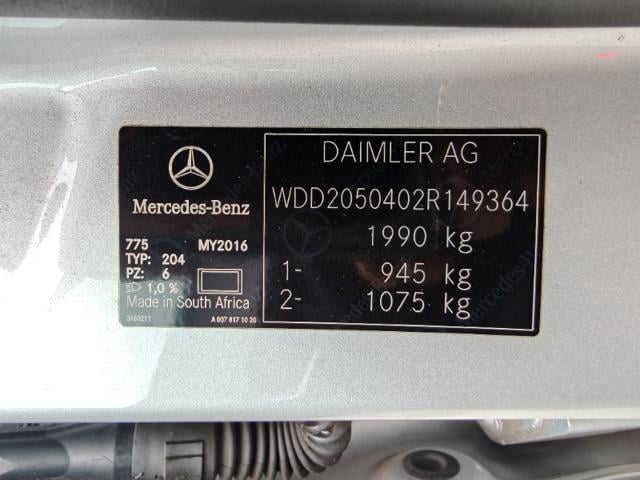 DAIMLER AG
WDD2050402R149364
1990 kg
1- 945 kg
2- 1075 kg
Mercedes-Benz
775 MY2016
TYP: 204
PZ: 6
1,0 %
Made in South Africa
3450211 A 007 817 10 20